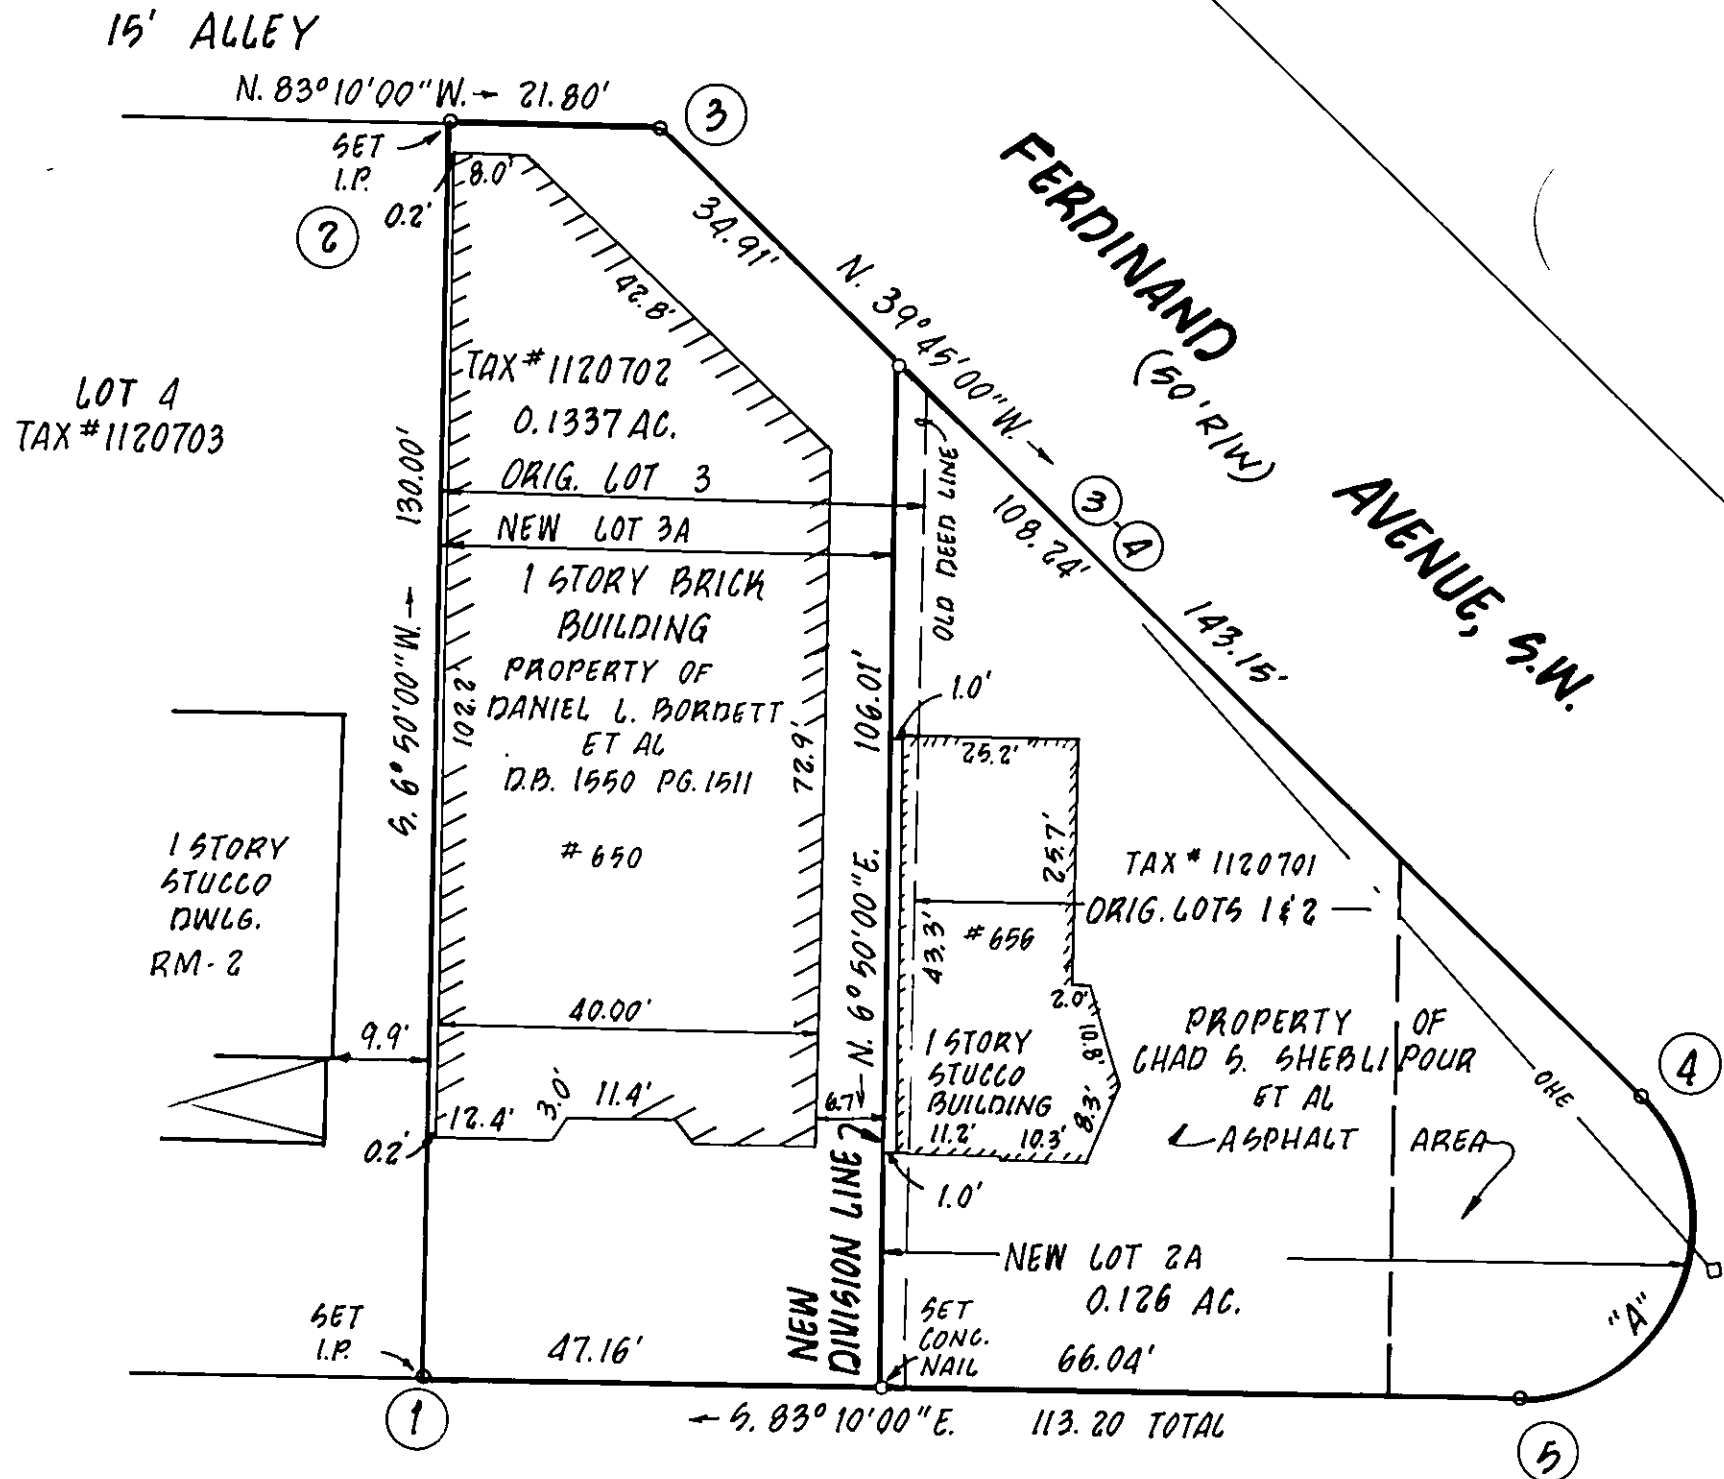 15' ALLEY
N. 83° 10' 00" W. → 21.80'
3
SET
I.P.
8.0'
0.2'
2
34.91'
42.8'
N. 39° 45' 00" W. →
FERDINAND
(50' R/W)
AVENUE, S.W.
LOT 4
TAX # 1120703
TAX # 1120702
0.1337 AC.
ORIG. LOT 3
NEW LOT 3A
1 STORY BRICK
BUILDING
PROPERTY OF
DANIEL L. BORDETT
ET AL
D.B. 1550 PG. 1511
# 650
130.00'
S. 6° 50' 00" W. →
102.2'
72.9'
106.01'
← N. 6° 50' 00" E.
OLD DEED LINE
3-4
108.24'
143.15'
1.0'
25.2'
25.7'
43.3'
TAX # 1120701
ORIG. LOTS 1 & 2
# 656
1 STORY
STUCCO
DWLG.
RM-2
9.9'
40.00'
2.0'
10.8'
8.3'
1 STORY
STUCCO
BUILDING
11.2'
10.3'
PROPERTY OF
CHAD S. SHEBLI POUR
ET AL
ASPHALT AREA
OHE
4
12.4'
3.0'
11.4'
6.7'
0.2'
1.0'
NEW
DIVISION LINE
NEW LOT 2A
0.126 AC.
"A"
SET
I.P.
47.16'
SET
CONC.
NAIL
66.04'
1
← S. 83° 10' 00" E.
113.20 TOTAL
5